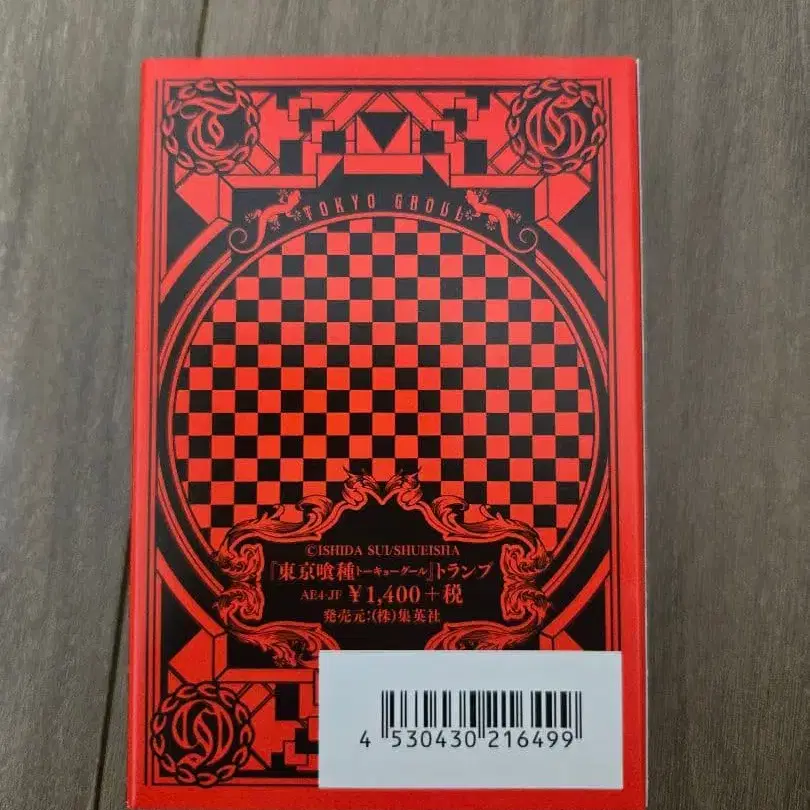 TOKYO GHOUL
©ISHIDA SUI/SHUEISHA
『東京喰種トーキョーグール』トランプ
AE4-JF ¥1,400+税
発売元:(株)集英社
4 530430 216499